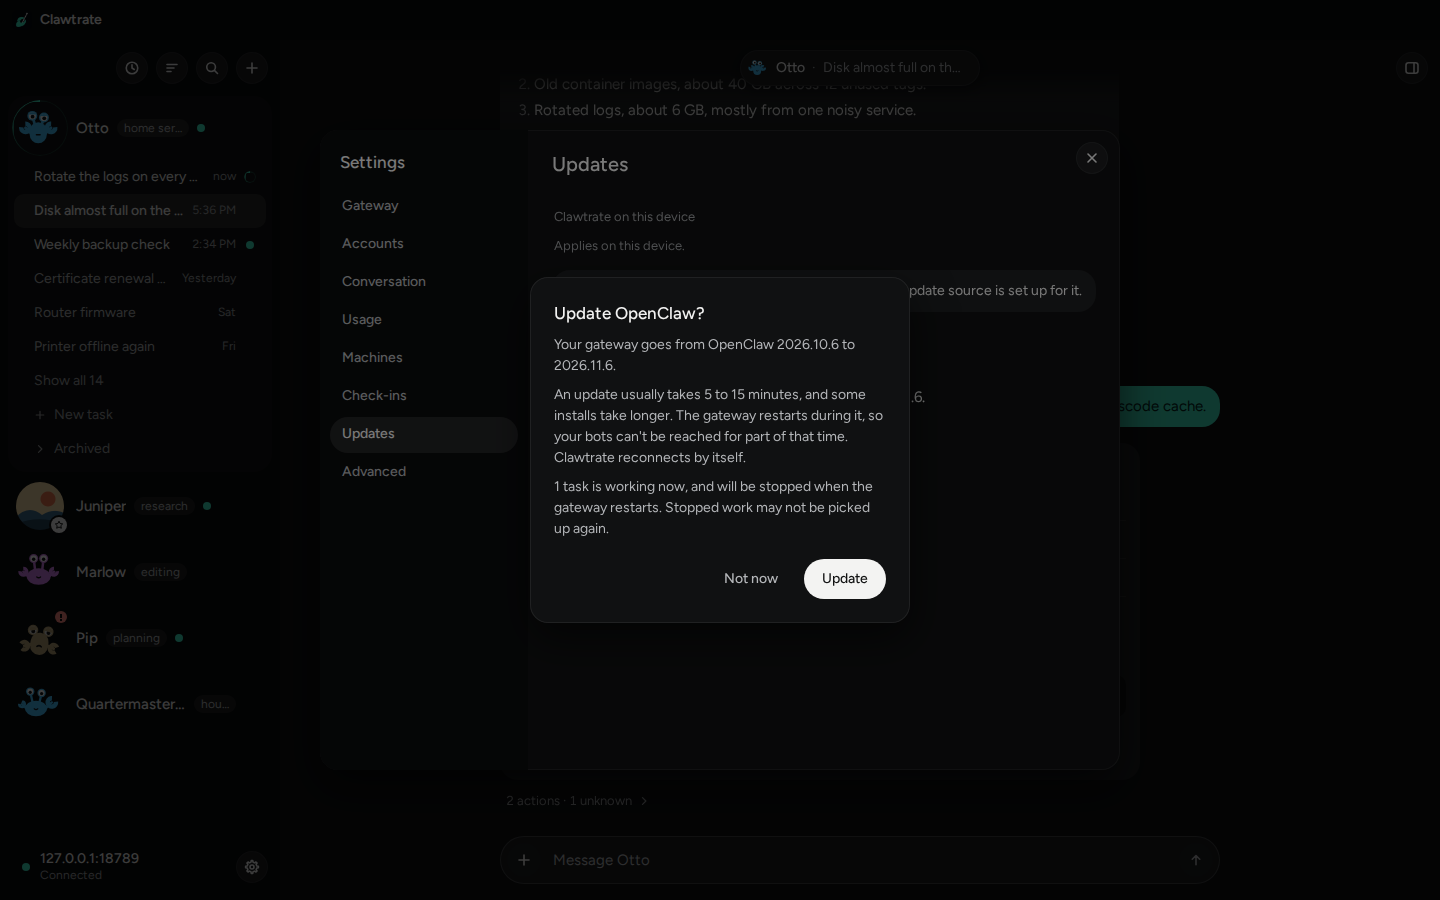 Clawtrate
Otto · Disk almost full on th...
2. Old container images, about 40 GB across 12 unused tags.
3. Rotated logs, about 6 GB, mostly from one noisy service.
Otto
home ser...
Rotate the logs on every ...
now
Disk almost full on the ...
5:36 PM
Weekly backup check
2:34 PM
Certificate renewal ...
Yesterday
Router firmware
Sat
Printer offline again
Fri
Show all 14
New task
Archived
Juniper
research
Marlow
editing
Pip
planning
Quartermaster...
hou...
127.0.0.1:18789
Connected
Settings
Gateway
Accounts
Conversation
Usage
Machines
Check-ins
Updates
Advanced
Updates
Clawtrate on this device
Applies on this device.
pdate source is set up for it.
.6.
scode cache.
Update OpenClaw?
Your gateway goes from OpenClaw 2026.10.6 to
2026.11.6.
An update usually takes 5 to 15 minutes, and some
installs take longer. The gateway restarts during it, so
your bots can't be reached for part of that time.
Clawtrate reconnects by itself.
1 task is working now, and will be stopped when the
gateway restarts. Stopped work may not be picked
up again.
Not now
Update
2 actions · 1 unknown
Message Otto